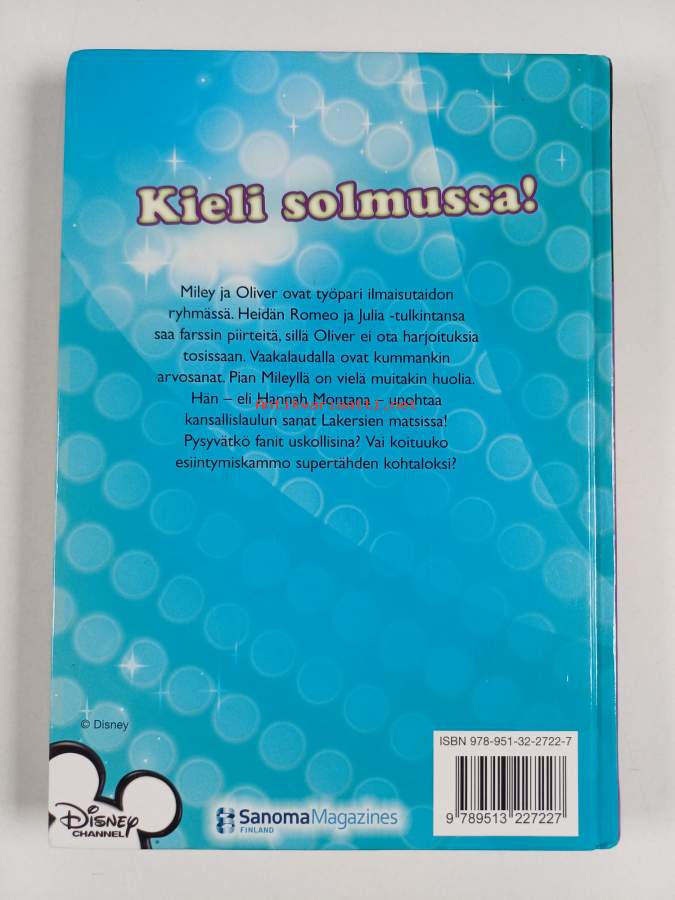 Kieli solmussa!
Miley ja Oliver ovat työpari ilmaisutaidon
ryhmässä. Heidän Romeo ja Julia -tulkintansa
saa farssin piirteitä, sillä Oliver ei ota harjoituksia
tosissaan. Vaakalaudalla ovat kummankin
arvosanat. Pian Mileyllä on vielä muitakin huolia.
Hän – eli Hannah Montana – unohtaa
Antikvariaatti.net
kansallislaulun sanat Lakersien matsissa!
Pysyvätkö fanit uskollisina? Vai koituuko
esiintymiskammo supertähden kohtaloksi?
© Disney
ISBN 978-951-32-2722-7
Disney
CHANNEL
SanomaMagazines
FINLAND
9 789513 227227